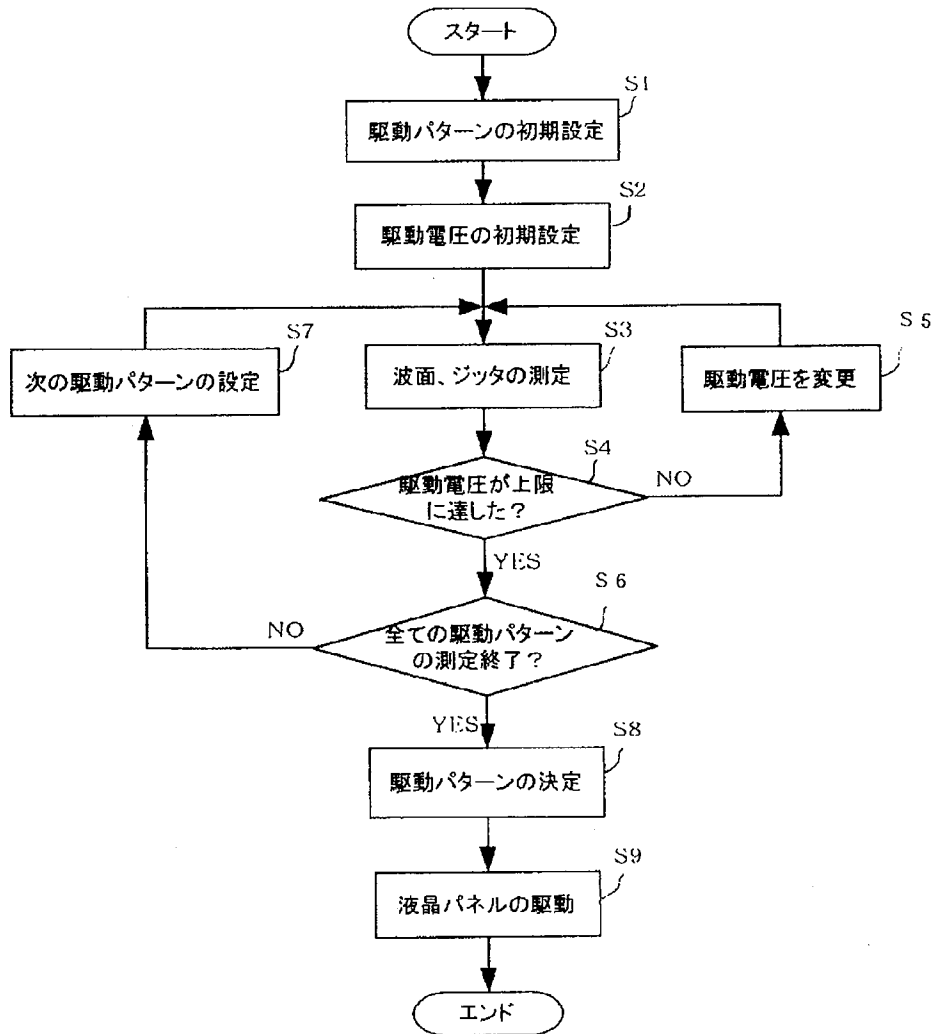 スタート
S1
駆動パターンの初期設定
S2
駆動電圧の初期設定
S7
次の駆動パターンの設定
S3
波面、ジッタの測定
S5
駆動電圧を変更
S4
駆動電圧が上限
に達した?
NO
YES
S6
全ての駆動パターン
の測定終了?
NO
YES
S8
駆動パターンの決定
S9
液晶パネルの駆動
エンド